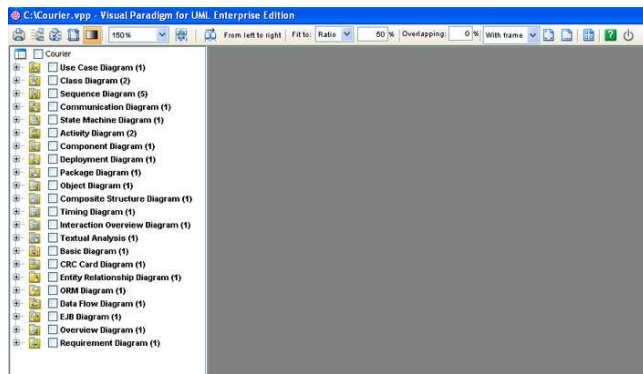 C:\Courier.vpp - Visual Paradigm for UML Enterprise Edition
150% From left to right Fit to: Ratio 50 % Overlapping: 0 % With frame ?
Courier
Use Case Diagram (1)
Class Diagram (2)
Sequence Diagram (5)
Communication Diagram (1)
State Machine Diagram (1)
Activity Diagram (2)
Component Diagram (1)
Deployment Diagram (1)
Package Diagram (1)
Object Diagram (1)
Composite Structure Diagram (1)
Timing Diagram (1)
Interaction Overview Diagram (1)
Textual Analysis (1)
Basic Diagram (1)
CRC Card Diagram (1)
Entity Relationship Diagram (1)
ORM Diagram (1)
Data Flow Diagram (1)
EJB Diagram (1)
Overview Diagram (1)
Requirement Diagram (1)